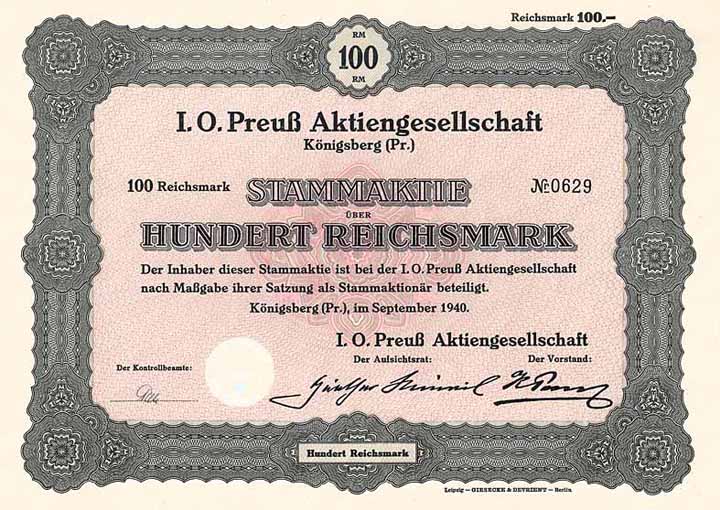 Reichsmark 100.–
RM
100
RM
I. O. Preuß Aktiengesellschaft
Königsberg (Pr.)
100 Reichsmark STAMMAKTIE № 0629
ÜBER
HUNDERT REICHSMARK
Der Inhaber dieser Stammaktie ist bei der I. O. Preuß Aktiengesellschaft
nach Maßgabe ihrer Satzung als Stammaktionär beteiligt.
Königsberg (Pr.), im September 1940.
I. O. Preuß Aktiengesellschaft
Der Aufsichtsrat: Der Vorstand:
Der Kontrollbeamte:
Hundert Reichsmark
Leipzig – GIESECKE & DEVRIENT – Berlin